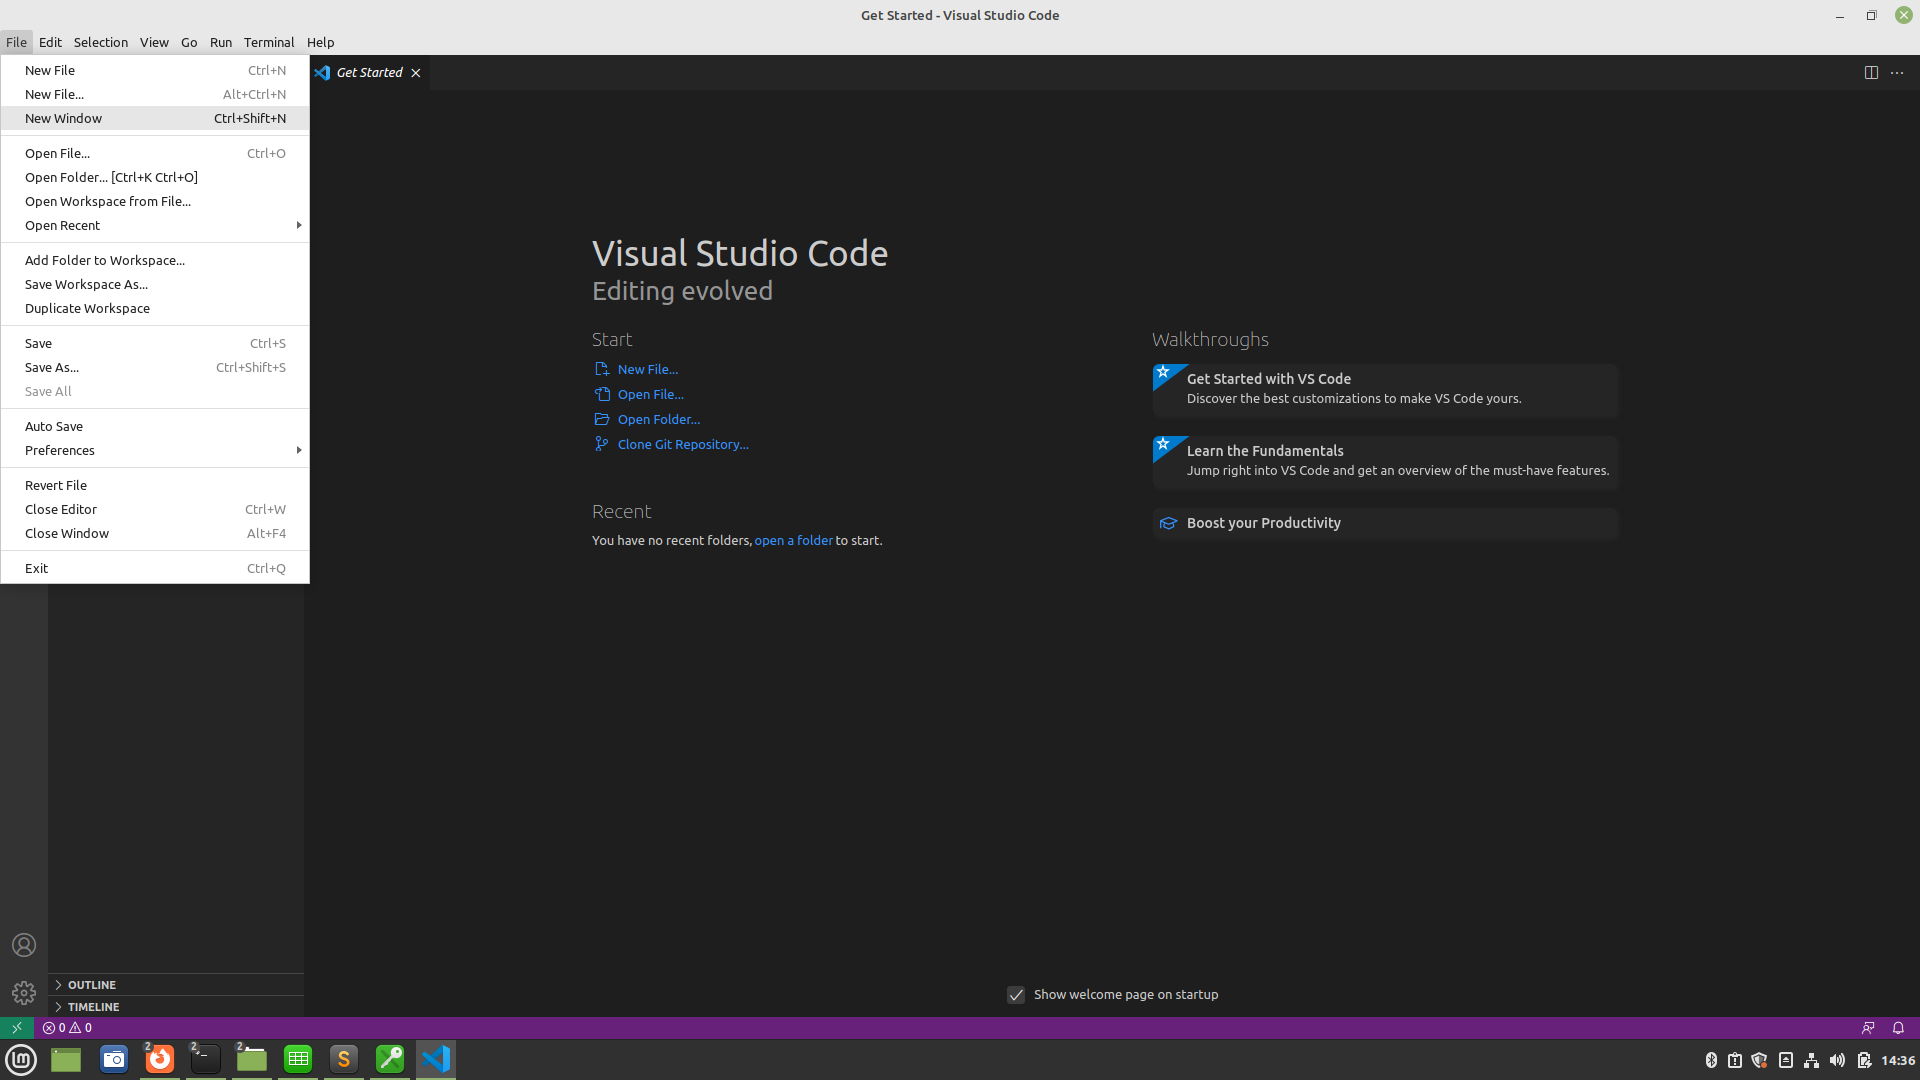 Get Started - Visual Studio Code
File Edit Selection View Go Run Terminal Help
New File Ctrl+N
New File... Alt+Ctrl+N
New Window Ctrl+Shift+N
Open File... Ctrl+O
Open Folder... [Ctrl+K Ctrl+O]
Open Workspace from File...
Open Recent
Add Folder to Workspace...
Save Workspace As...
Duplicate Workspace
Save Ctrl+S
Save As... Ctrl+Shift+S
Save All
Auto Save
Preferences
Revert File
Close Editor Ctrl+W
Close Window Alt+F4
Exit Ctrl+Q
Get Started
Visual Studio Code
Editing evolved
Start
New File...
Open File...
Open Folder...
Clone Git Repository...
Recent
You have no recent folders, open a folder to start.
Walkthroughs
Get Started with VS Code
Discover the best customizations to make VS Code yours.
Learn the Fundamentals
Jump right into VS Code and get an overview of the must-have features.
Boost your Productivity
Show welcome page on startup
OUTLINE
TIMELINE
0 0
2 2 2 S
14:36